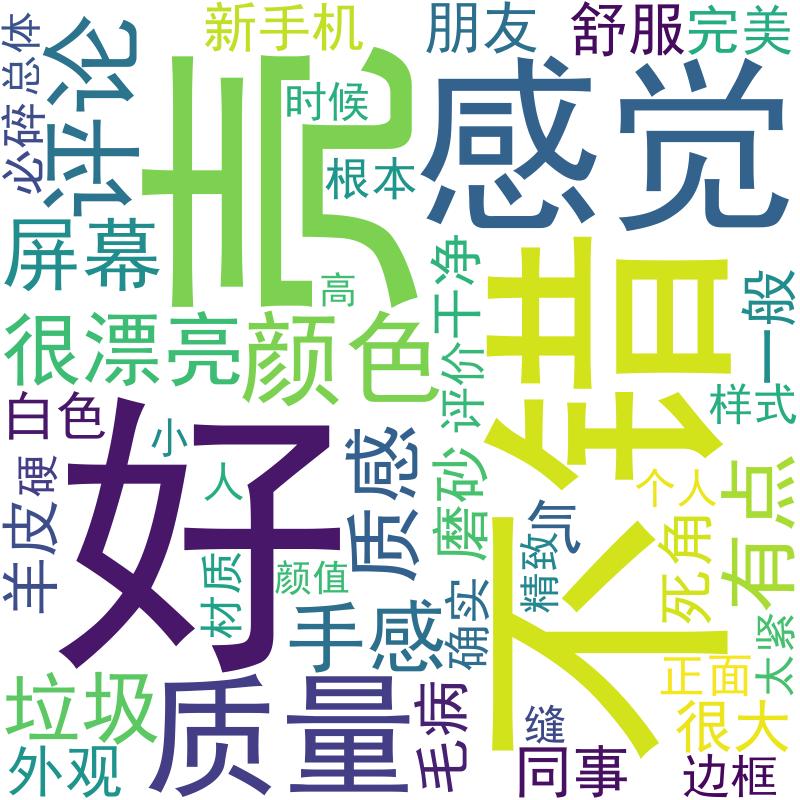 新手机
朋友
舒服
完美
总体
必碎
评论
壳
时候
根本
感觉
屏幕
高
很漂亮
颜色
干净
评价
不错
一般
样式
白色
小
人
好
质感
磨砂
个人
有点
死角
羊皮
硬
材质
颜值
手感
确实
精致
太紧
正面
垃圾
外观
质量
毛病
缝
很大
同事
边框